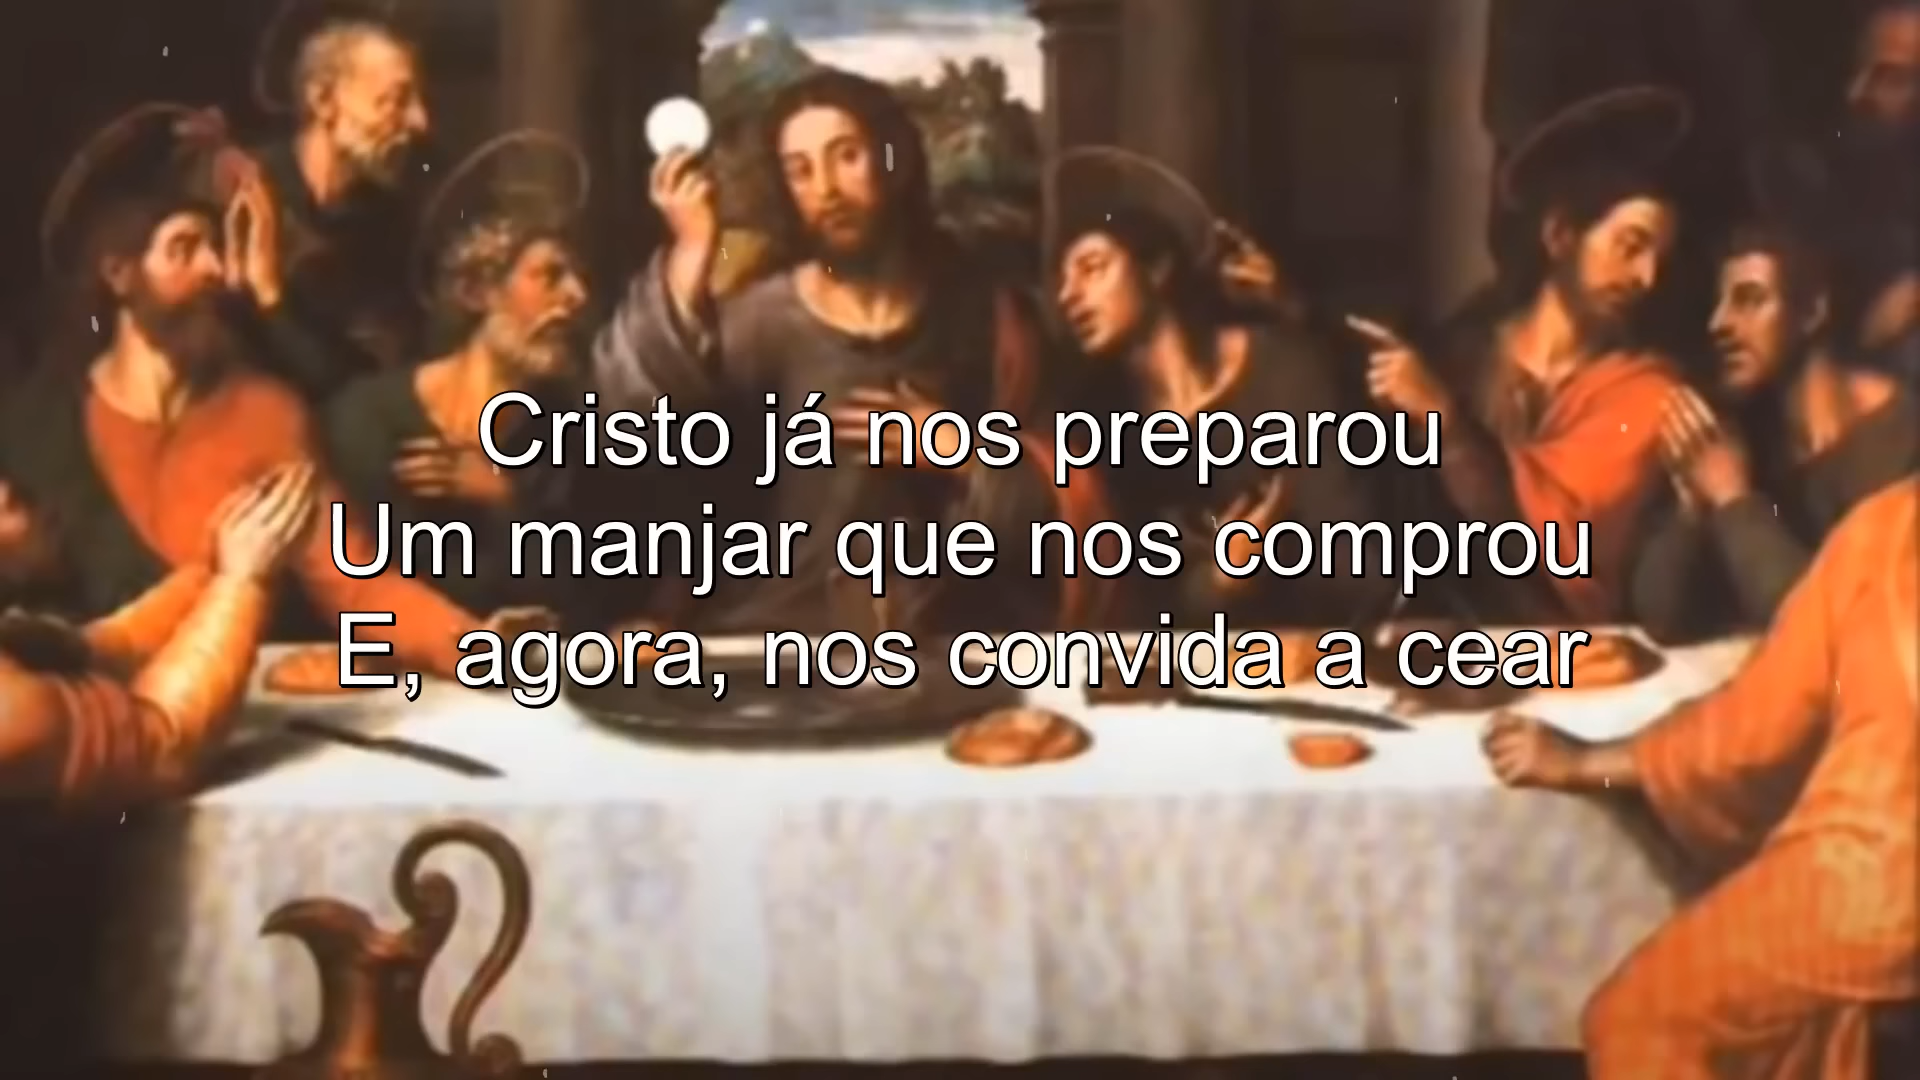 Cristo já nos preparou
Um manjar que nos comprou
E, agora, nos convida a cear